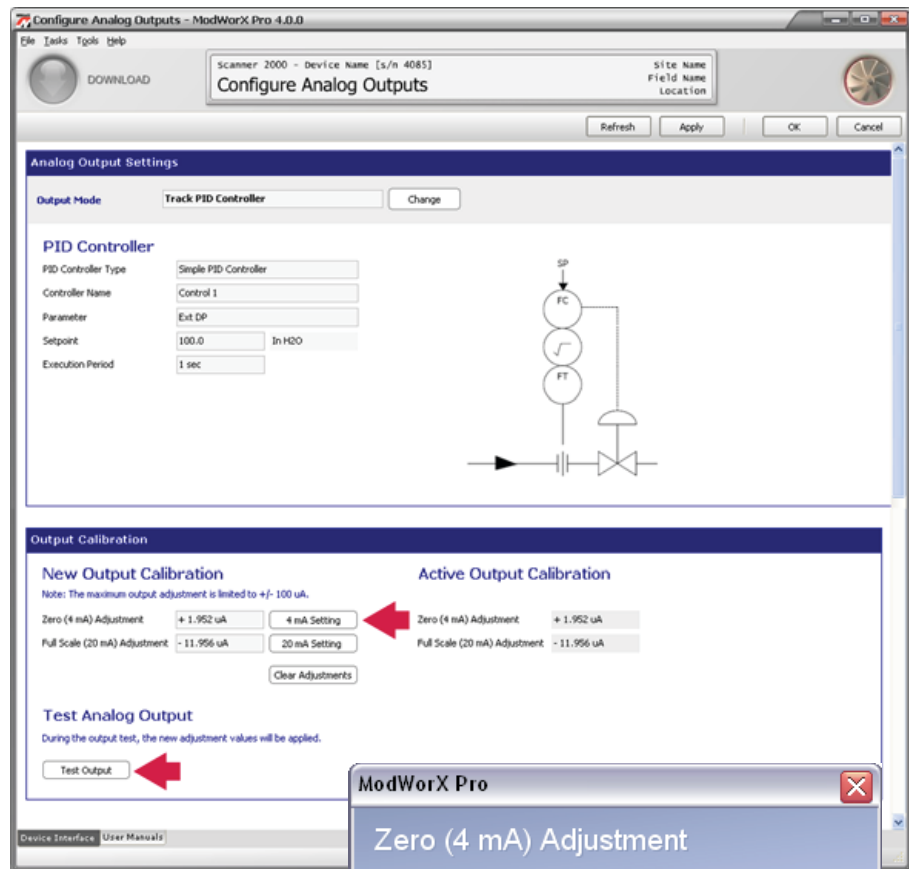 Configure Analog Outputs - ModWorX Pro 4.0.0
File Tasks Tools Help
DOWNLOAD
Scanner 2000 - Device Name [s/n 4085]
Configure Analog Outputs
Site Name
Field Name
Location
Refresh Apply OK Cancel
Analog Output Settings
Output Mode Track PID Controller Change
PID Controller
PID Controller Type Simple PID Controller
Controller Name Control 1
Parameter Ext DP
Setpoint 100.0 In H2O
Execution Period 1 sec
SP
FC
√
FT
Output Calibration
New Output Calibration
Note: The maximum output adjustment is limited to +/- 100 uA.
Zero (4 mA) Adjustment + 1.952 uA 4 mA Setting
Full Scale (20 mA) Adjustment - 11.956 uA 20 mA Setting
Clear Adjustments
Active Output Calibration
Zero (4 mA) Adjustment + 1.952 uA
Full Scale (20 mA) Adjustment - 11.956 uA
Test Analog Output
During the output test, the new adjustment values will be applied.
Test Output
ModWorX Pro
Zero (4 mA) Adjustment
Device Interface User Manuals